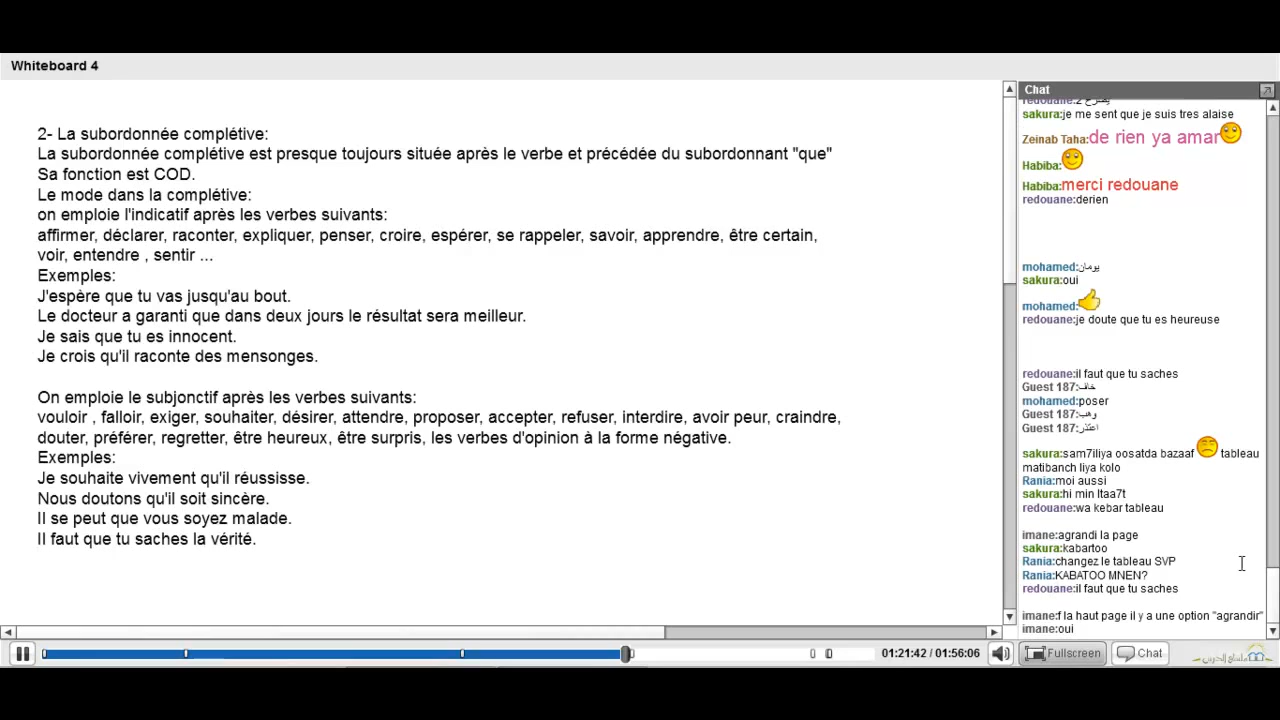 Whiteboard 4
2- La subordonnée complétive:
La subordonnée complétive est presque toujours située après le verbe et précédée du subordonnant "que"
Sa fonction est COD.
Le mode dans la complétive:
on emploie l'indicatif après les verbes suivants:
affirmer, déclarer, raconter, expliquer, penser, croire, espérer, se rappeler, savoir, apprendre, être certain,
voir, entendre , sentir ...
Exemples:
J'espère que tu vas jusqu'au bout.
Le docteur a garanti que dans deux jours le résultat sera meilleur.
Je sais que tu es innocent.
Je crois qu'il raconte des mensonges.
On emploie le subjonctif après les verbes suivants:
vouloir , falloir, exiger, souhaiter, désirer, attendre, proposer, accepter, refuser, interdire, avoir peur, craindre,
douter, préférer, regretter, être heureux, être surpris, les verbes d'opinion à la forme négative.
Exemples:
Je souhaite vivement qu'il réussisse.
Nous doutons qu'il soit sincère.
Il se peut que vous soyez malade.
Il faut que tu saches la vérité.
Chat
redouane:2
sakura:je me sent que je suis tres alaise
Zeinab Taha:de rien ya amar
Habiba:
Habiba:merci redouane
redouane:derien
mohamed:يومان
sakura:oui
mohamed:
redouane:je doute que tu es heureuse
redouane:il faut que tu saches
Guest 187:خاف
mohamed:poser
Guest 187:وهب
Guest 187:اعتذر
sakura:sam7iliya oosatda bazaaf tableau
matibanch liya kolo
Rania:moi aussi
sakura:hi min ltaa7t
redouane:wa kebar tableau
imane:agrandi la page
sakura:kabartoo
Rania:changez le tableau SVP
Rania:KABATOO MNEN?
redouane:il faut que tu saches
imane:f la haut page il y a une option "agrandir"
imane:oui
01:21:42 / 01:56:06
Fullscreen
Chat